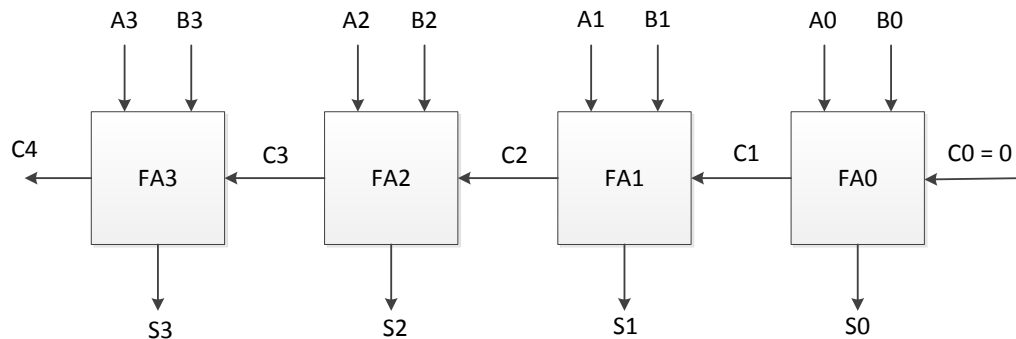 A3 B3 A2 B2 A1 B1 A0 B0
C4 C3 C2 C1 C0 = 0
FA3 FA2 FA1 FA0
S3 S2 S1 S0